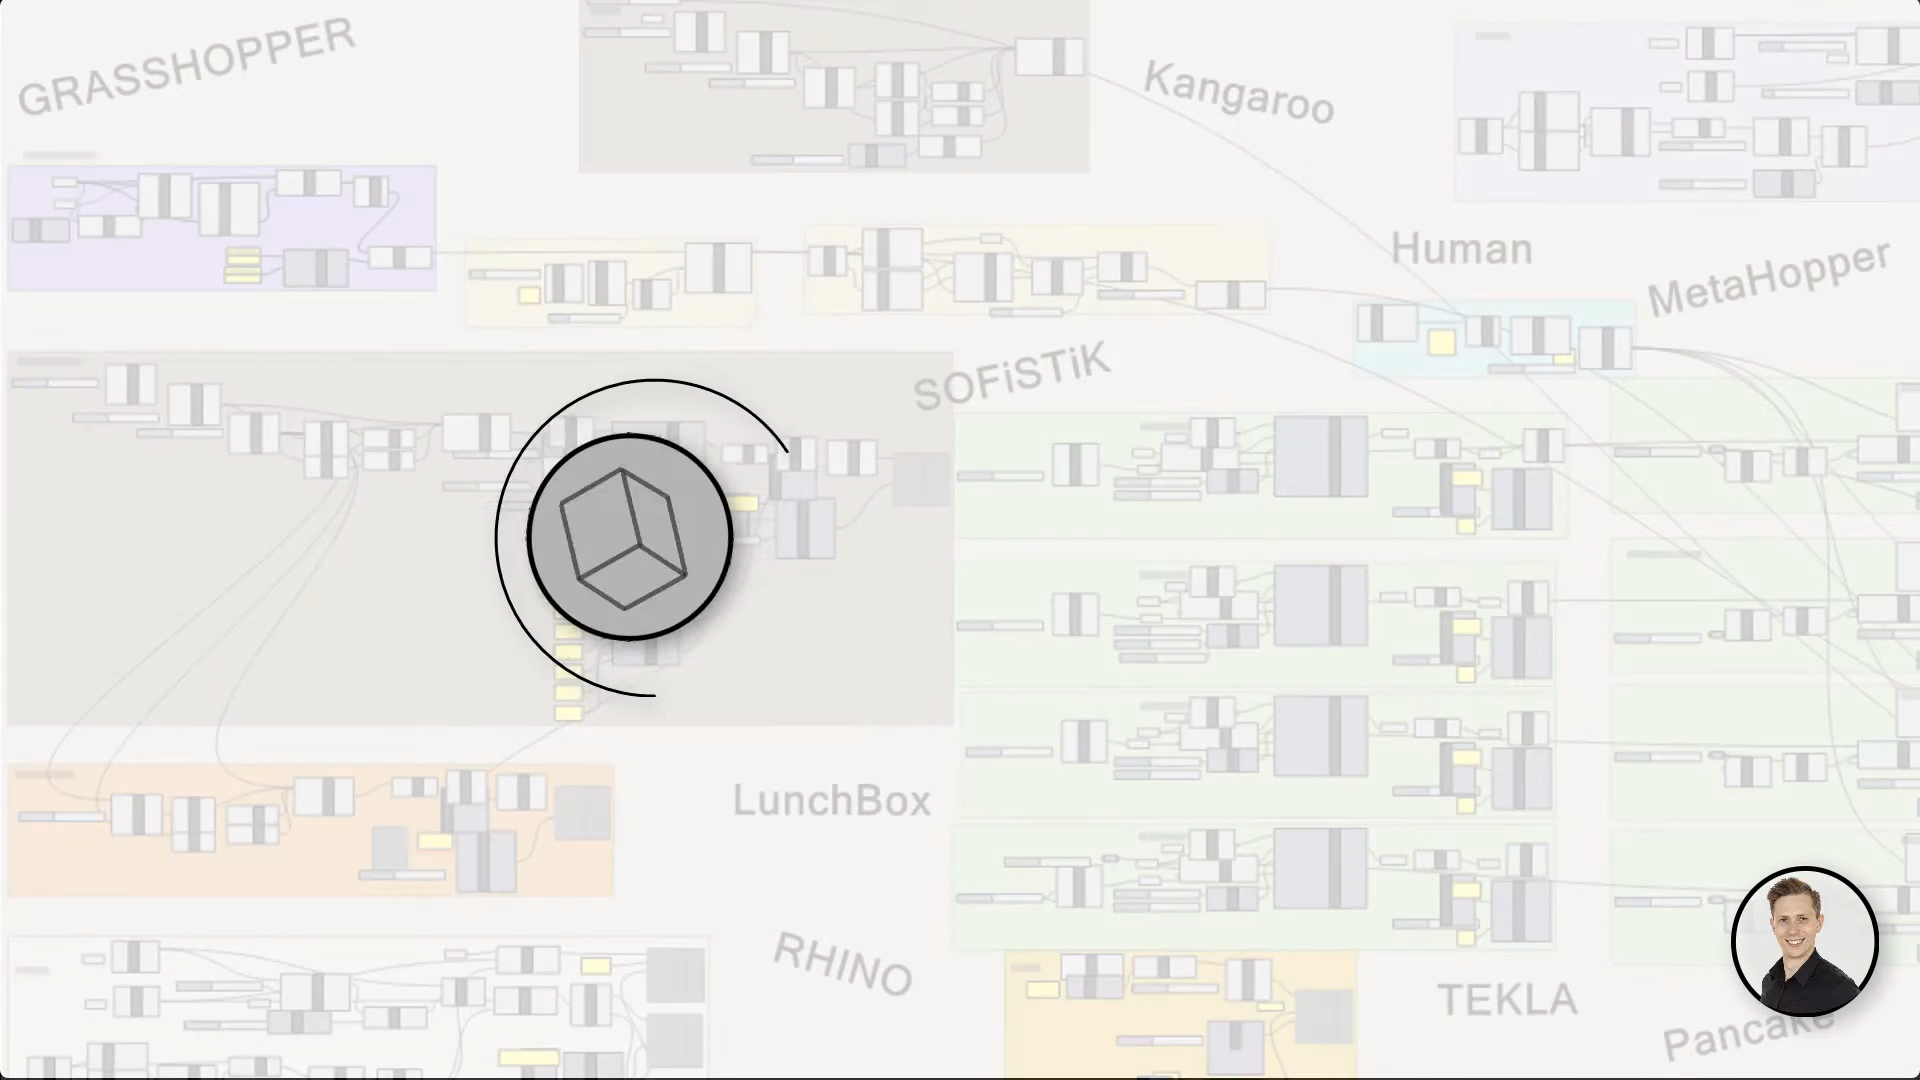 GRASSHOPPER
Kangaroo
Human
MetaHopper
SOFiSTiK
LunchBox
RHINO
TEKLA
Pancake